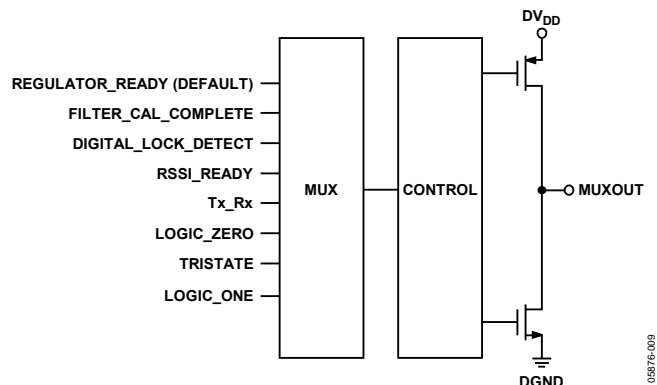 DVDD
REGULATOR_READY (DEFAULT)
FILTER_CAL_COMPLETE
DIGITAL_LOCK_DETECT
RSSI_READY
Tx_Rx
LOGIC_ZERO
TRISTATE
LOGIC_ONE
MUX
CONTROL
MUXOUT
DGND
05876-009